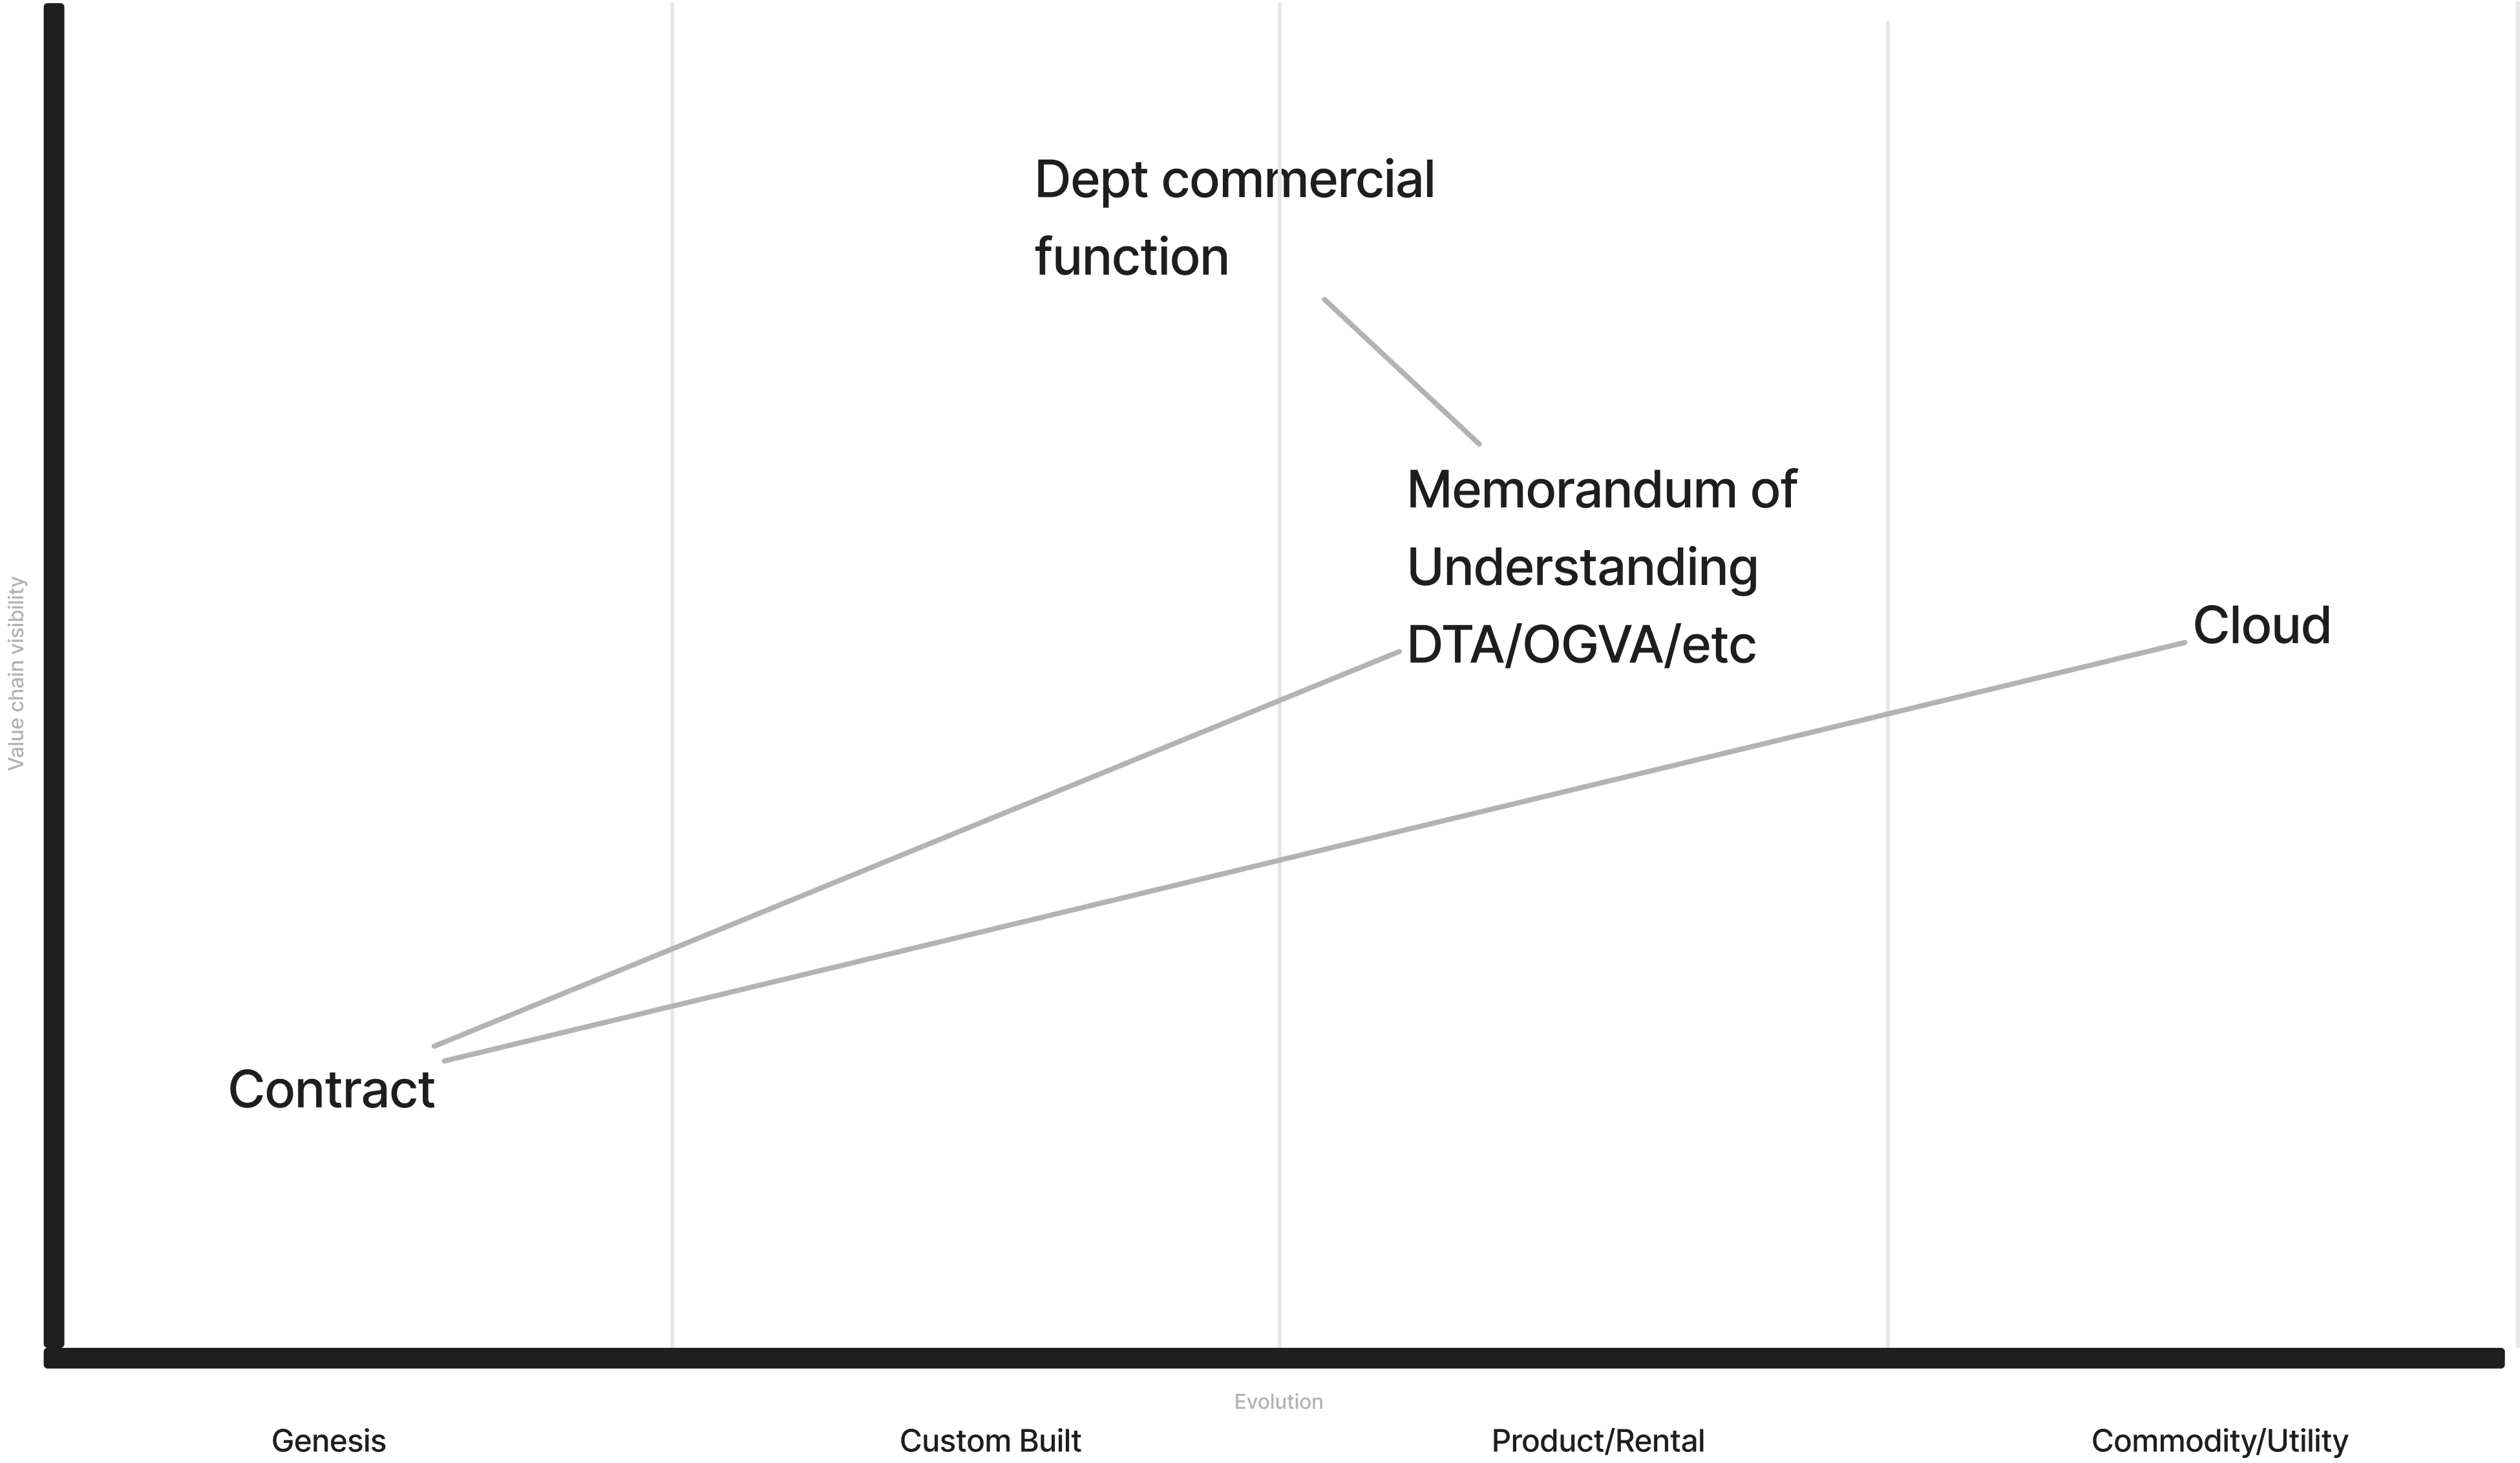 Dept commercial
function
Memorandum of
Understanding
DTA/OGVA/etc
Cloud
Value chain visibility
Contract
Evolution
Genesis
Custom Built
Product/Rental
Commodity/Utility